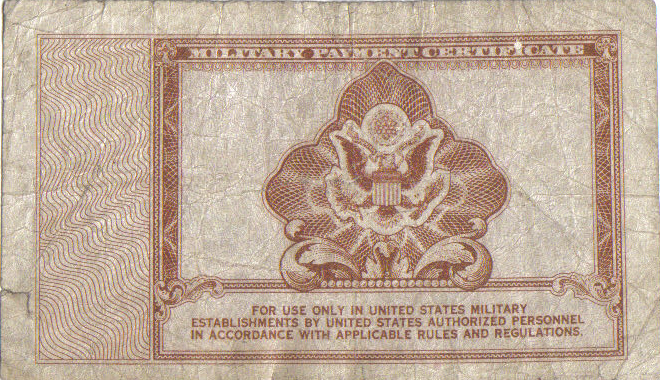 MILITARY PAYMENT CERTIFICATE
FOR USE ONLY IN UNITED STATES MILITARY
ESTABLISHMENTS BY UNITED STATES AUTHORIZED PERSONNEL
IN ACCORDANCE WITH APPLICABLE RULES AND REGULATIONS.